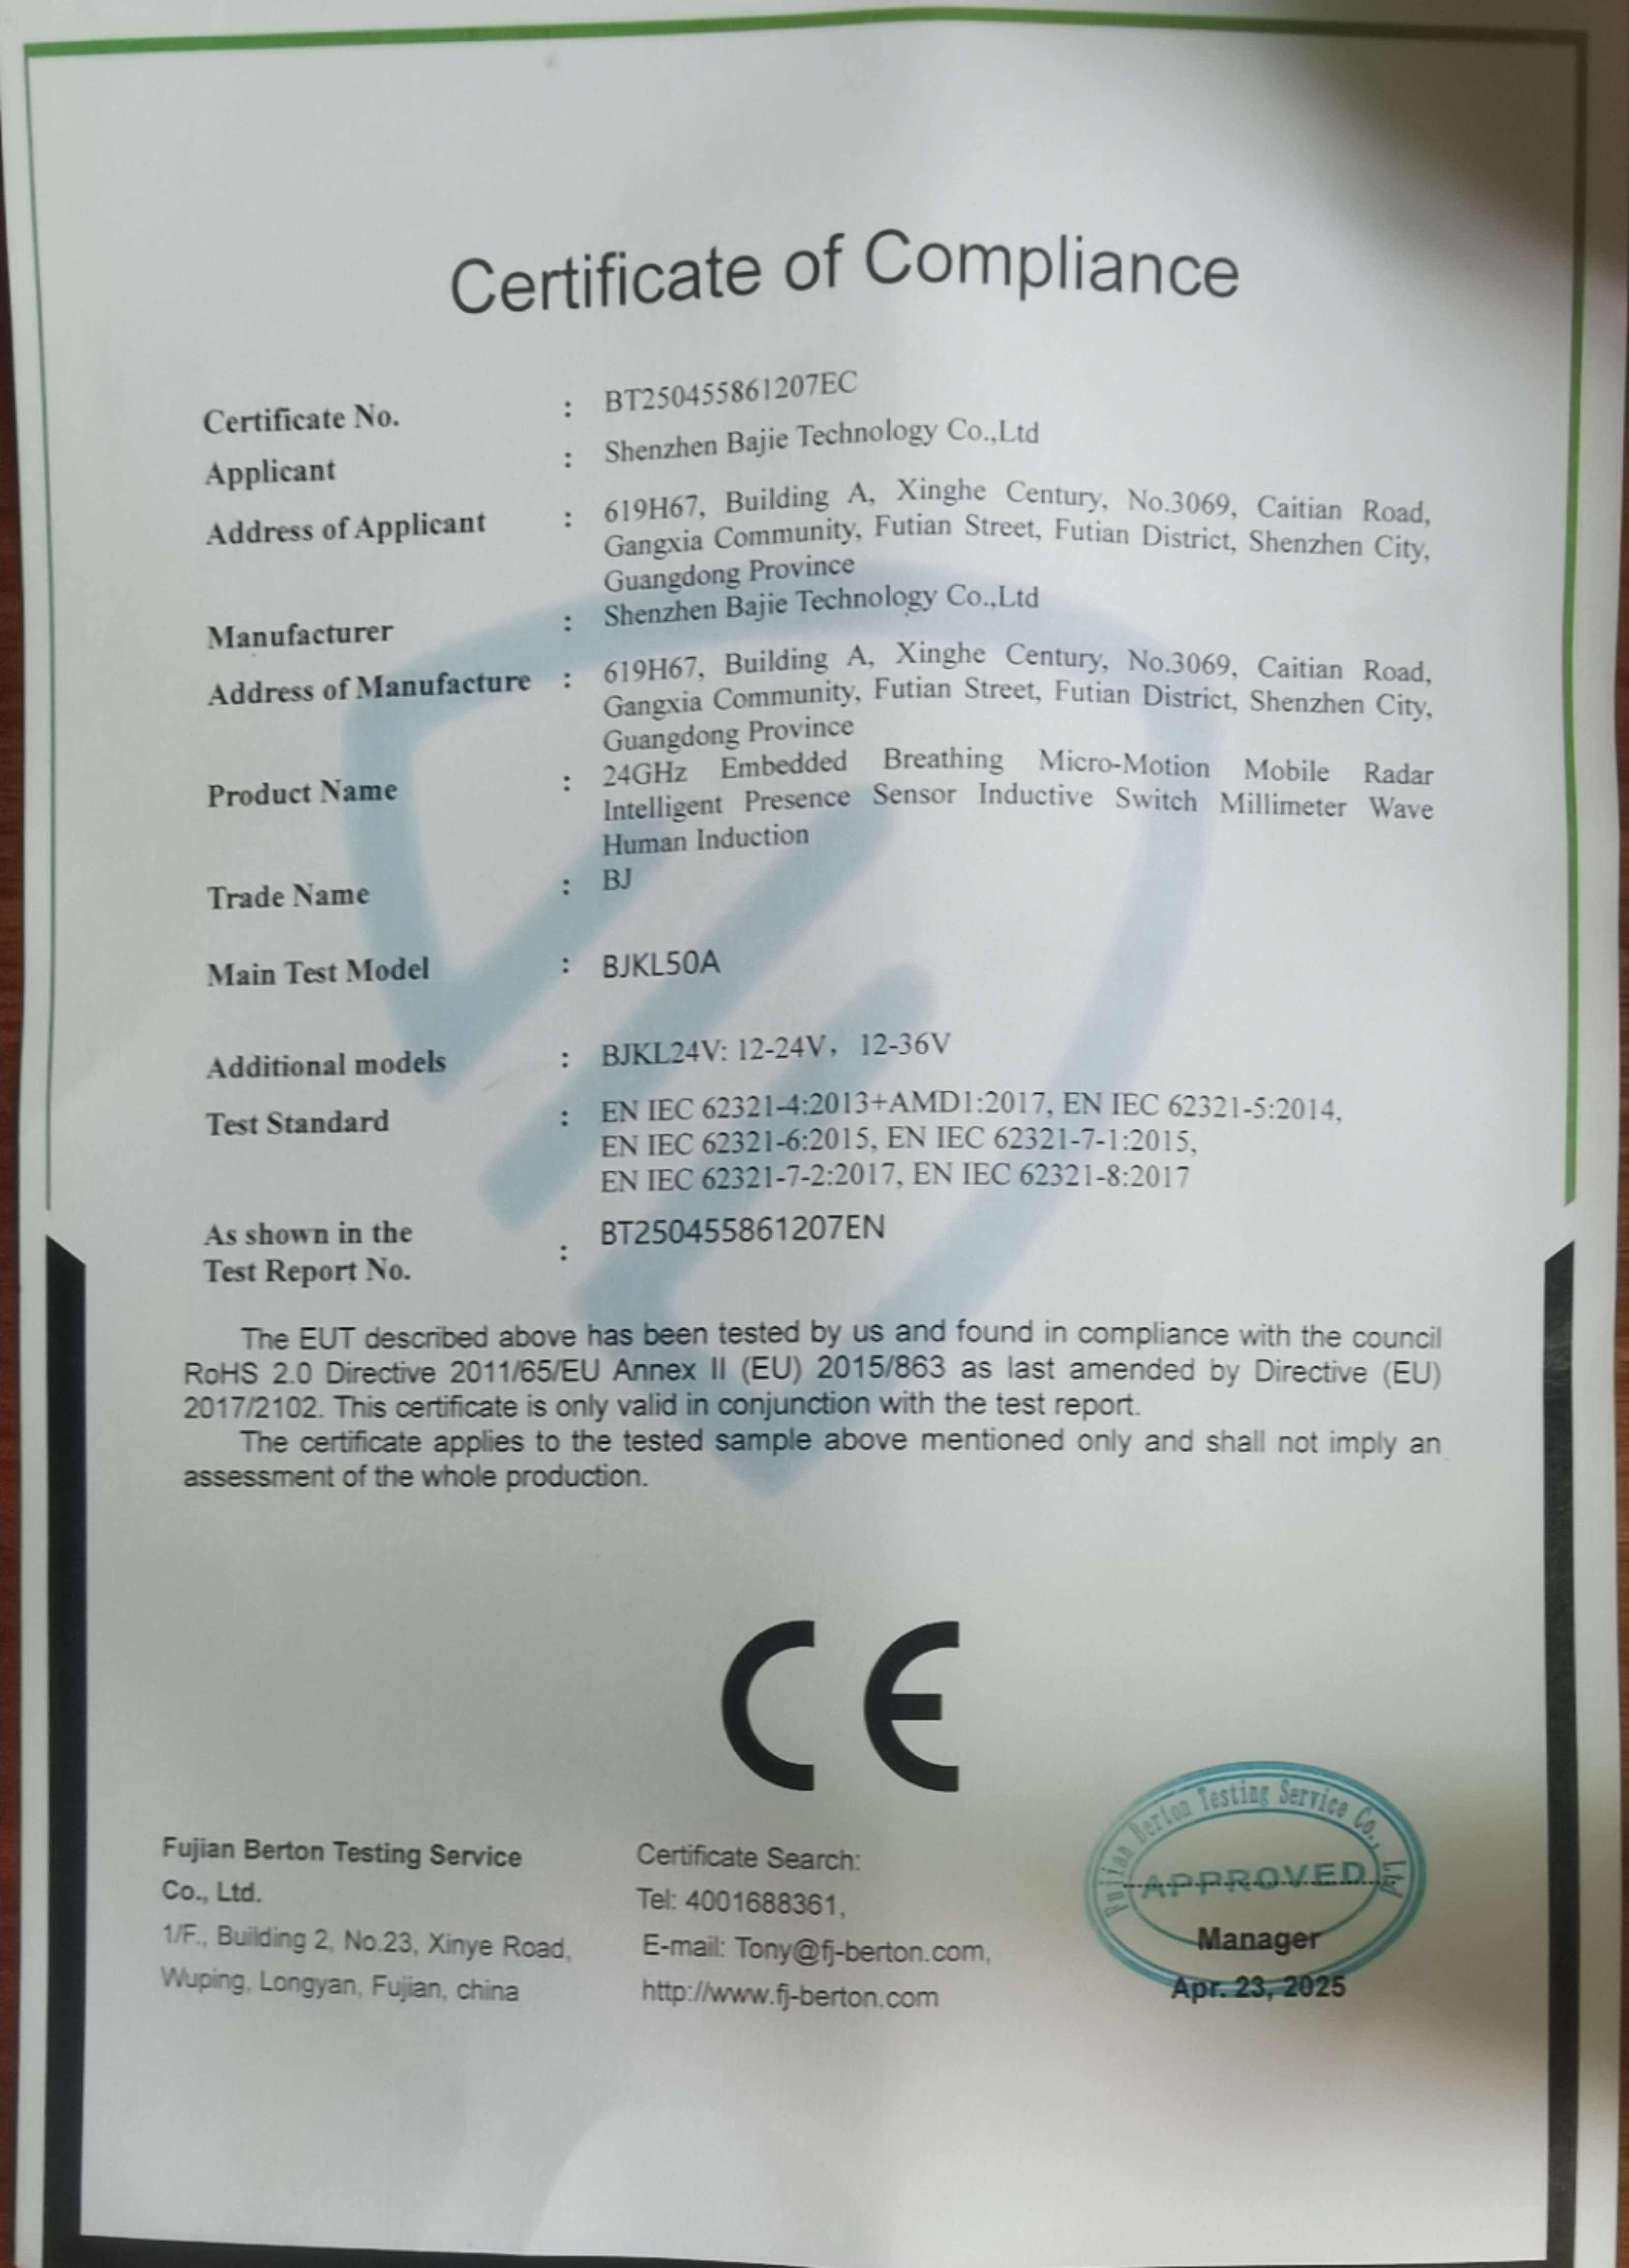 Certificate of Compliance
Certificate No. : BT250455861207EC
Applicant : Shenzhen Bajie Technology Co.,Ltd
Address of Applicant : 619H67, Building A, Xinghe Century, No.3069, Caitian Road,
Gangxia Community, Futian Street, Futian District, Shenzhen City,
Guangdong Province
Manufacturer : Shenzhen Bajie Technology Co.,Ltd
Address of Manufacture : 619H67, Building A, Xinghe Century, No.3069, Caitian Road,
Gangxia Community, Futian Street, Futian District, Shenzhen City,
Guangdong Province
Product Name : 24GHz Embedded Breathing Micro-Motion Mobile Radar
Intelligent Presence Sensor Inductive Switch Millimeter Wave
Human Induction
Trade Name : BJ
Main Test Model : BJKL50A
Additional models : BJKL24V: 12-24V，12-36V
Test Standard : EN IEC 62321-4:2013+AMD1:2017, EN IEC 62321-5:2014,
EN IEC 62321-6:2015, EN IEC 62321-7-1:2015,
EN IEC 62321-7-2:2017, EN IEC 62321-8:2017
As shown in the
Test Report No. : BT250455861207EN
The EUT described above has been tested by us and found in compliance with the council
RoHS 2.0 Directive 2011/65/EU Annex II (EU) 2015/863 as last amended by Directive (EU)
2017/2102. This certificate is only valid in conjunction with the test report.
The certificate applies to the tested sample above mentioned only and shall not imply an
assessment of the whole production.
CE
Fujian Berton Testing Service
Co., Ltd.
1/F., Building 2, No.23, Xinye Road,
Wuping, Longyan, Fujian, china
Certificate Search:
Tel: 4001688361,
E-mail: Tony@fj-berton.com,
http://www.fj-berton.com
Fujian Berton Testing Service Co., Ltd
APPROVED
Manager
Apr. 23, 2025